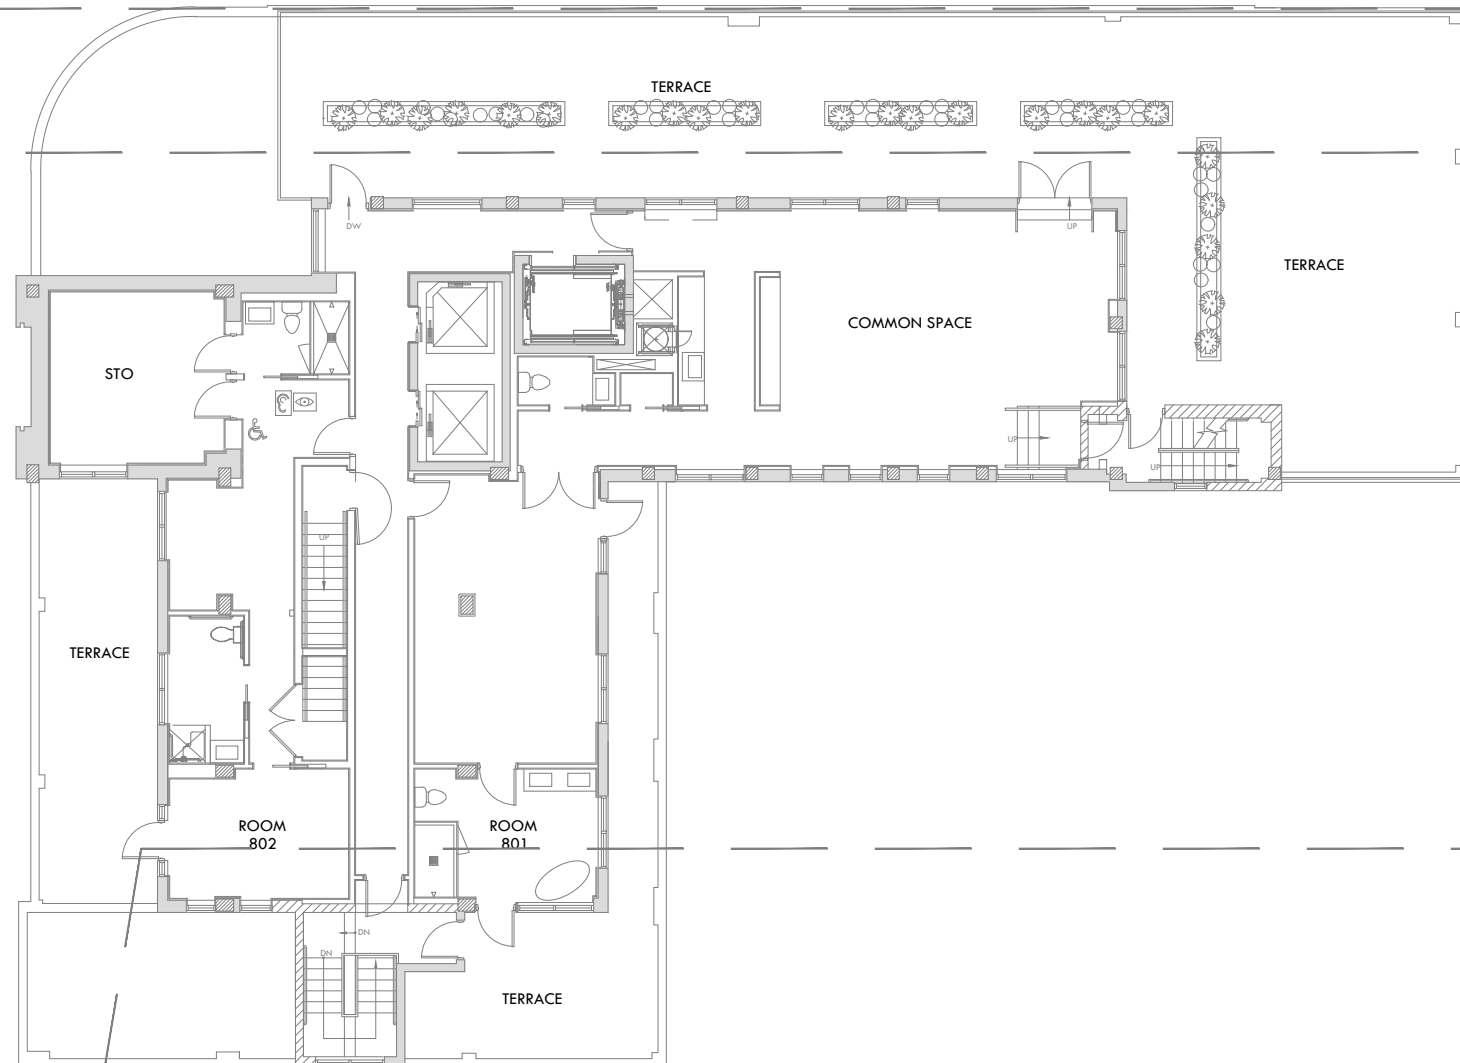 TERRACE
DW
UP
TERRACE
COMMON SPACE
STO
UP
UP
UP
TERRACE
ROOM
802
ROOM
801
DN
DN
TERRACE